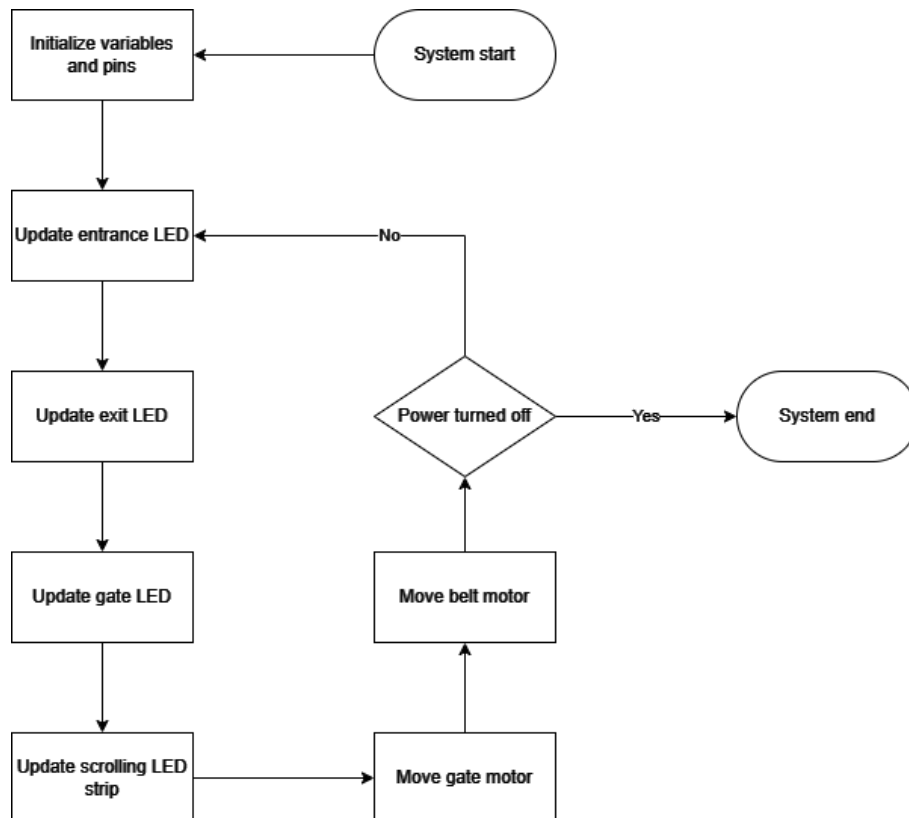 System start
Initialize variables
and pins
Update entrance LED
No
Update exit LED
Power turned off
Yes
System end
Update gate LED
Move belt motor
Update scrolling LED
strip
Move gate motor